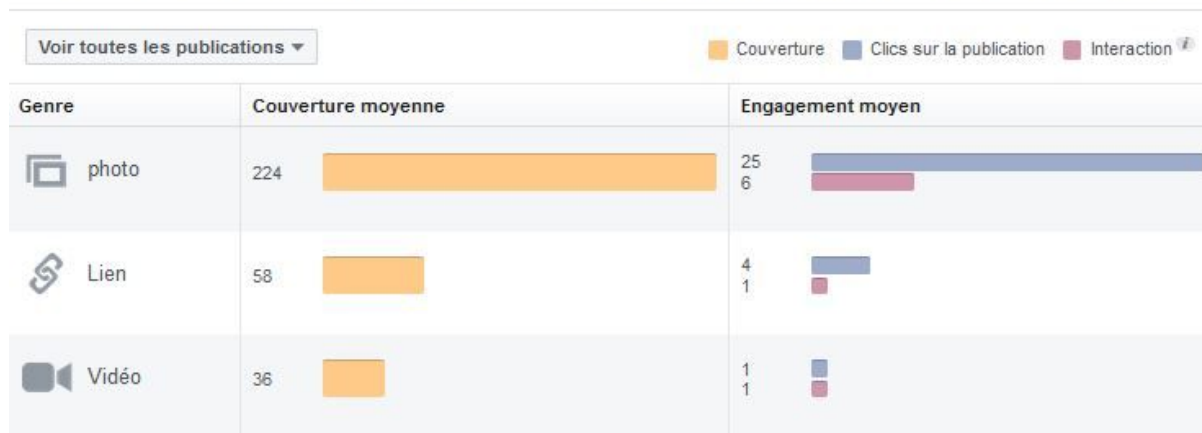 Voir toutes les publications
Couverture Clics sur la publication Interaction i
Genre Couverture moyenne Engagement moyen
photo 224 25
6
Lien 58 4
1
Vidéo 36 1
1